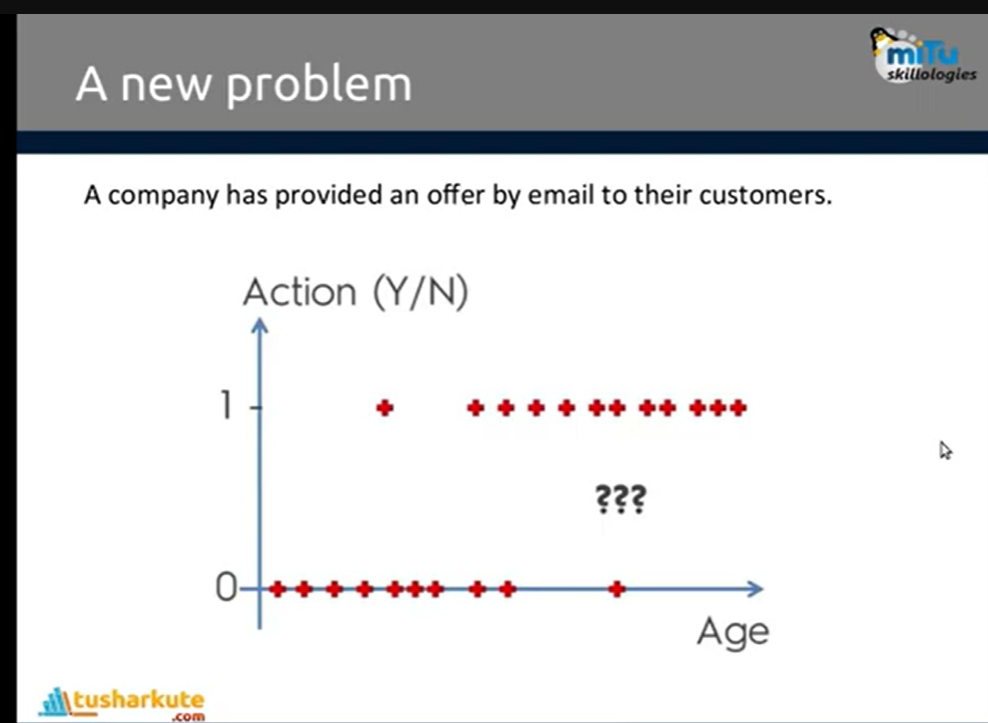 A new problem
miTu
skillologies
A company has provided an offer by email to their customers.
Action (Y/N)
1
???
0
Age
tusharkute
.com